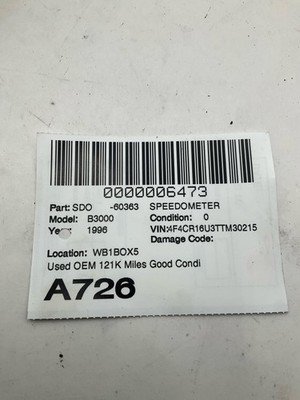 0000006473
Part: SDO -60363 SPEEDOMETER
Model: B3000 Condition: 0
Year: 1996 VIN:4F4CR16U3TTM30215
Damage Code:
Location: WB1BOX5
Used OEM 121K Miles Good Condi
A726